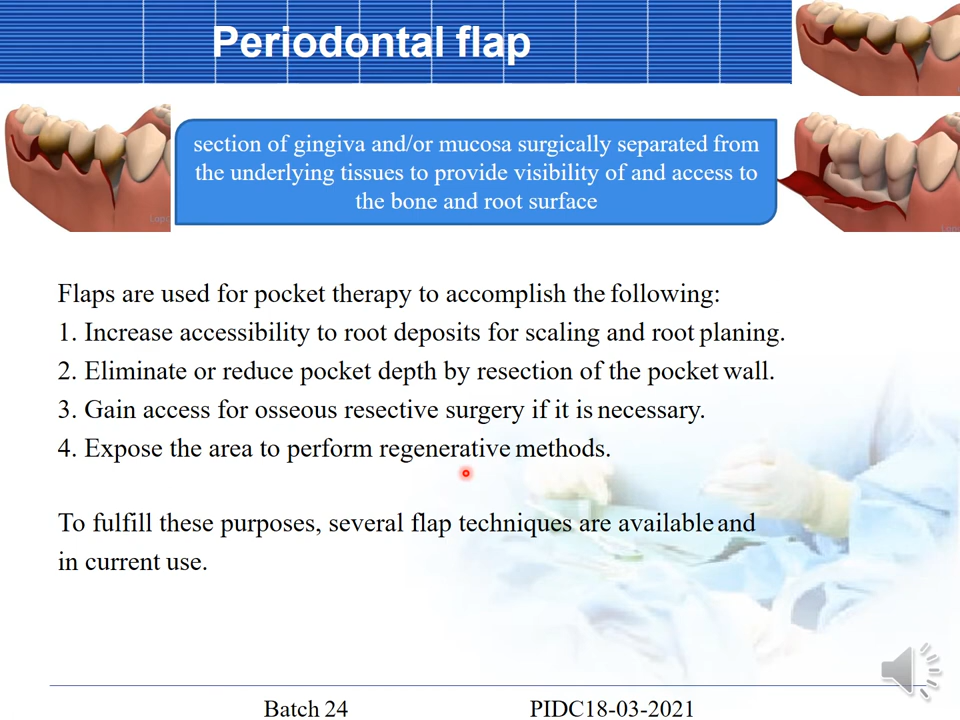 Periodontal flap
section of gingiva and/or mucosa surgically separated from
the underlying tissues to provide visibility of and access to
the bone and root surface
Flaps are used for pocket therapy to accomplish the following:
1. Increase accessibility to root deposits for scaling and root planing.
2. Eliminate or reduce pocket depth by resection of the pocket wall.
3. Gain access for osseous resective surgery if it is necessary.
4. Expose the area to perform regenerative methods.
To fulfill these purposes, several flap techniques are available and
in current use.
Batch 24 PIDC18-03-2021